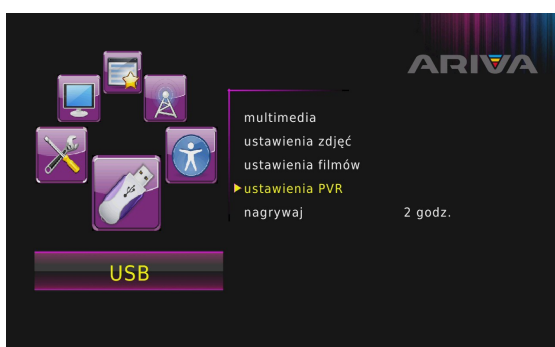 ARIVA
multimedia
ustawienia zdjęć
ustawienia filmów
ustawienia PVR
nagrywaj 2 godz.
USB